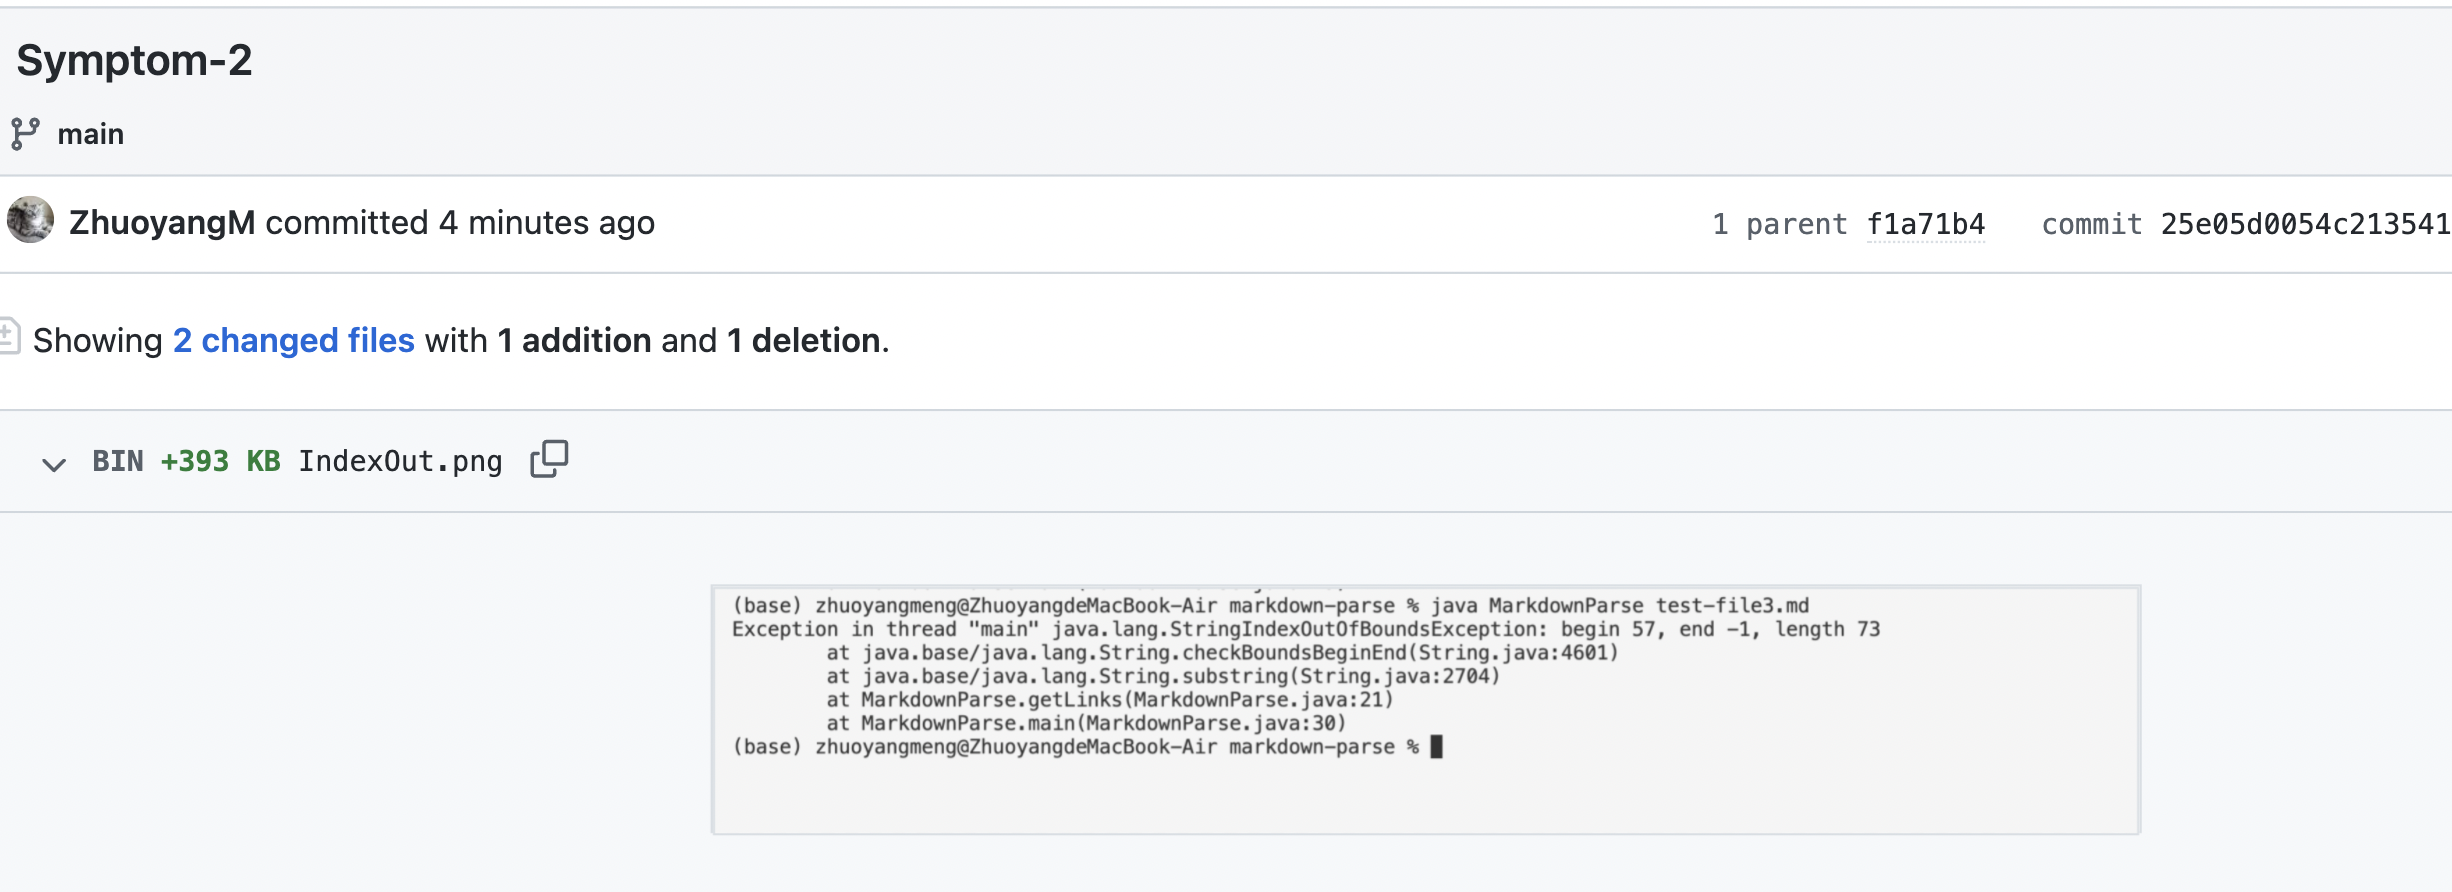 Symptom-2
main
ZhuoyangM committed 4 minutes ago 1 parent f1a71b4 commit 25e05d0054c213541
Showing 2 changed files with 1 addition and 1 deletion.
BIN +393 KB IndexOut.png
(base) zhuoyangmeng@ZhuoyangdeMacBook-Air markdown-parse % java MarkdownParse test-file3.md
Exception in thread "main" java.lang.StringIndexOutOfBoundsException: begin 57, end -1, length 73
at java.base/java.lang.String.checkBoundsBeginEnd(String.java:4601)
at java.base/java.lang.String.substring(String.java:2704)
at MarkdownParse.getLinks(MarkdownParse.java:21)
at MarkdownParse.main(MarkdownParse.java:30)
(base) zhuoyangmeng@ZhuoyangdeMacBook-Air markdown-parse %